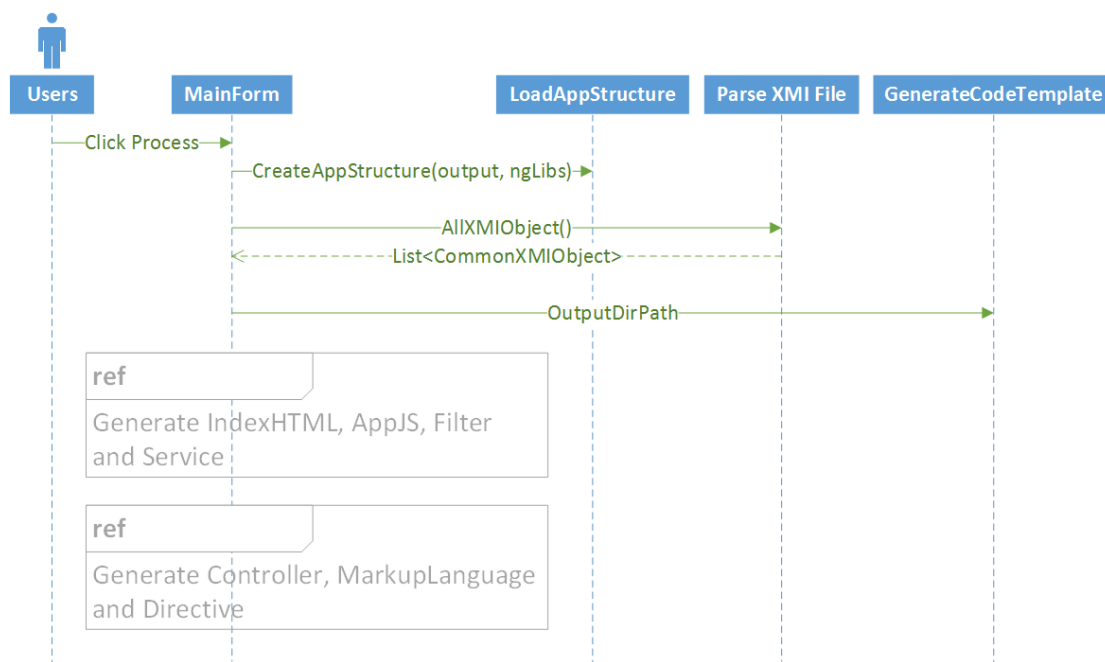 Users
MainForm
LoadAppStructure
Parse XMI File
GenerateCodeTemplate
Click Process
CreateAppStructure(output, ngLibs)
AllXMIObject()
List<CommonXMIObject>
OutputDirPath
ref
Generate IndexHTML, AppJS, Filter
and Service
ref
Generate Controller, MarkupLanguage
and Directive